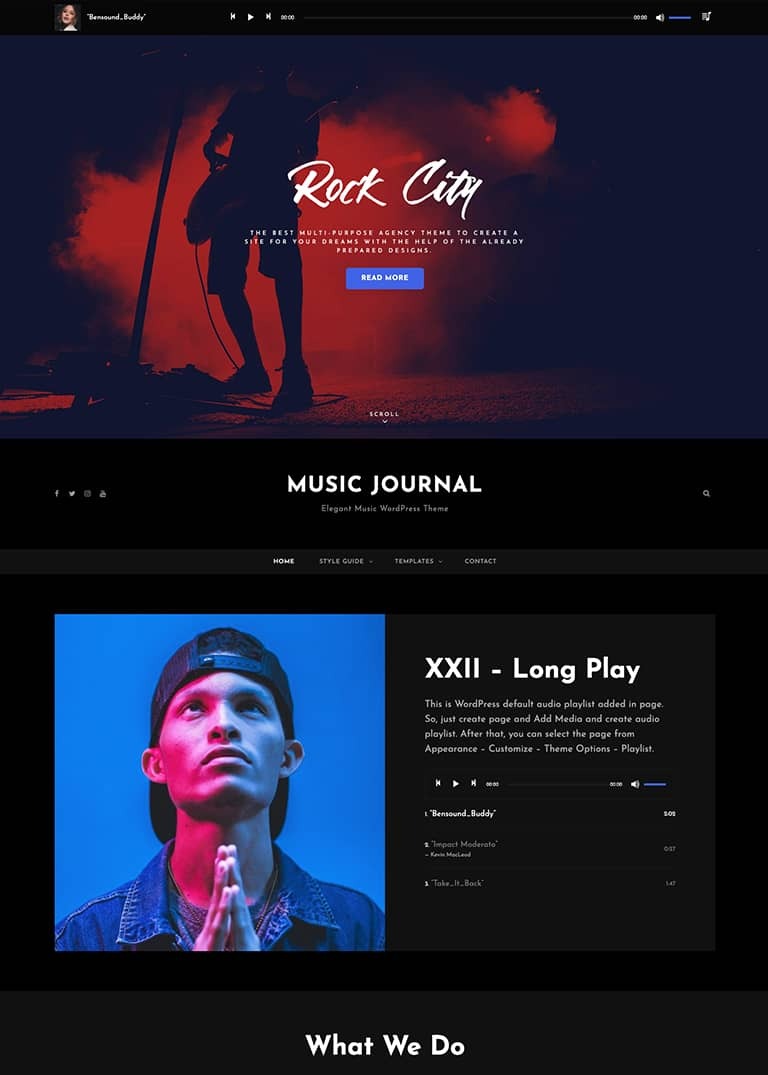 "Bensound_Buddy"
00:00
00:00
Rock City
THE BEST MULTI-PURPOSE AGENCY THEME TO CREATE A
SITE FOR YOUR DREAMS WITH THE HELP OF THE ALREADY
PREPARED DESIGNS.
READ MORE
SCROLL
MUSIC JOURNAL
Elegant Music WordPress Theme
HOME STYLE GUIDE TEMPLATES CONTACT
XXII – Long Play
This is WordPress default audio playlist added in page.
So, just create page and Add Media and create audio
playlist. After that, you can select the page from
Appearance – Customize – Theme Options – Playlist.
00:00 00:00
1. "Bensound_Buddy" 2:02
2. "Impact Moderato" 0:27
— Kevin MacLeod
3. "Take_It_Back" 1:47
What We Do